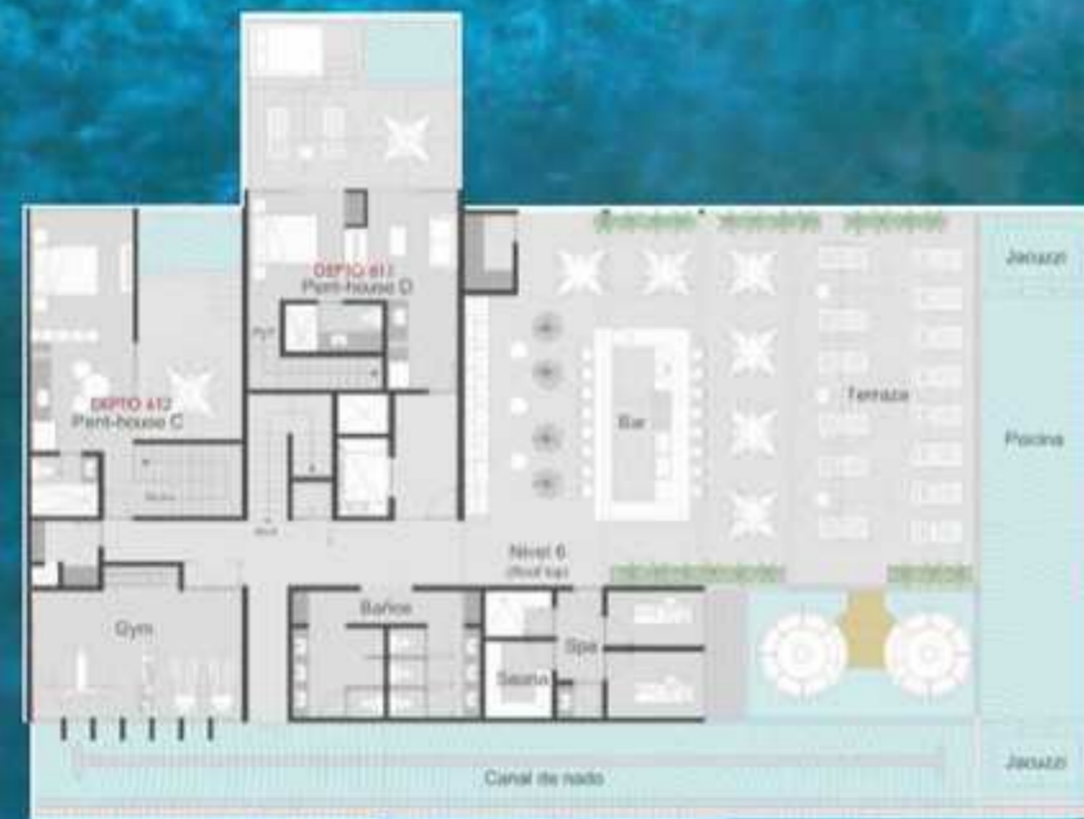 DEPTO 611
Pent-house D
Jacuzzi
DEPTO 612
Pent-house C
Bar
Terraza
Piscina
Nivel 6
(Roof top)
Gym
Baños
Spa
Sauna
Canal de nado
Jacuzzi